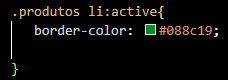 .produtos li:active{
border-color: #088c19;
}